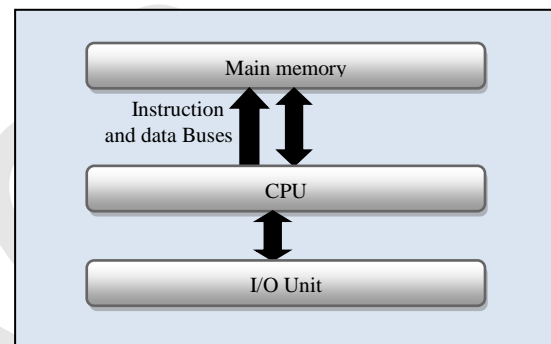 Main memory
Instruction
and data Buses
CPU
I/O Unit